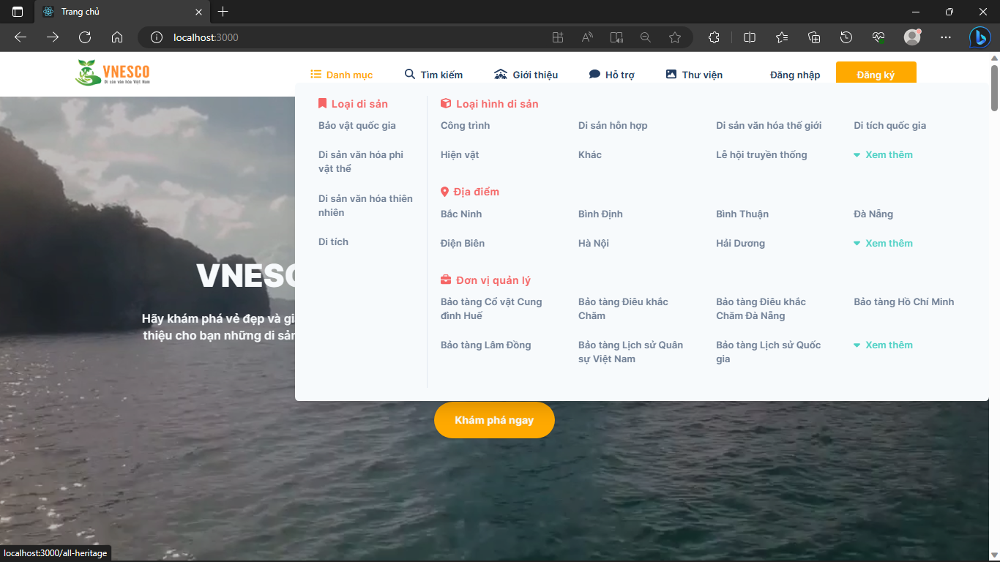 Trang chủ
localhost:3000
VNESCO
Di sản văn hóa Việt Nam
Danh mục
Tìm kiếm
Giới thiệu
Hỗ trợ
Thư viện
Đăng nhập
Đăng ký
Loại di sản
Bảo vật quốc gia
Di sản văn hóa phi
vật thể
Di sản văn hóa thiên
nhiên
Di tích
Loại hình di sản
Công trình
Di sản hỗn hợp
Di sản văn hóa thế giới
Di tích quốc gia
Hiện vật
Khác
Lễ hội truyền thống
Xem thêm
Địa điểm
Bắc Ninh
Bình Định
Bình Thuận
Đà Nẵng
Điện Biên
Hà Nội
Hải Dương
Xem thêm
Đơn vị quản lý
Bảo tàng Cổ vật Cung
đình Huế
Bảo tàng Điêu khắc
Chăm
Bảo tàng Điêu khắc
Chăm Đà Nẵng
Bảo tàng Hồ Chí Minh
Bảo tàng Lâm Đồng
Bảo tàng Lịch sử Quân
sự Việt Nam
Bảo tàng Lịch sử Quốc
gia
Xem thêm
VNES
Hãy khám phá vẻ đẹp và gi
thiệu cho bạn những di sản
Khám phá ngay
localhost:3000/all-heritage